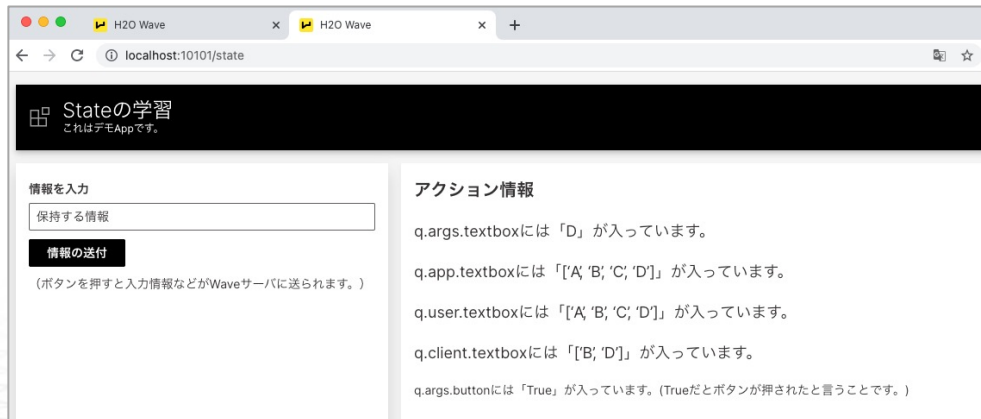 H2O Wave
H2O Wave
localhost:10101/state
Stateの学習
これはデモAppです。
情報を入力
保持する情報
情報の送付
（ボタンを押すと入力情報などがWaveサーバに送られます。）
アクション情報
q.args.textboxには「D」が入っています。
q.app.textboxには「['A', 'B', 'C', 'D']」が入っています。
q.user.textboxには「['A', 'B', 'C', 'D']」が入っています。
q.client.textboxには「['B', 'D']」が入っています。
q.args.buttonには「True」が入っています。(Trueだとボタンが押されたと言うことです。)